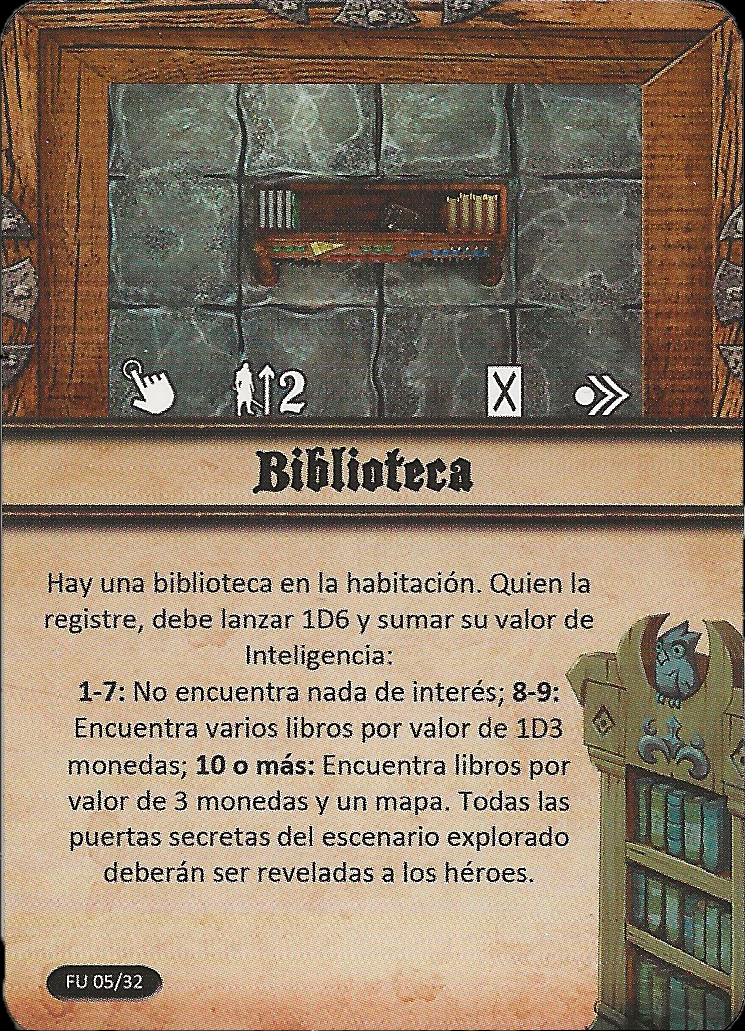 2
X
Biblioteca
Hay una biblioteca en la habitación. Quien la
registre, debe lanzar 1D6 y sumar su valor de
Inteligencia:
1-7: No encuentra nada de interés; 8-9:
Encuentra varios libros por valor de 1D3
monedas; 10 o más: Encuentra libros por
valor de 3 monedas y un mapa. Todas las
puertas secretas del escenario explorado
deberán ser reveladas a los héroes.
FU 05/32